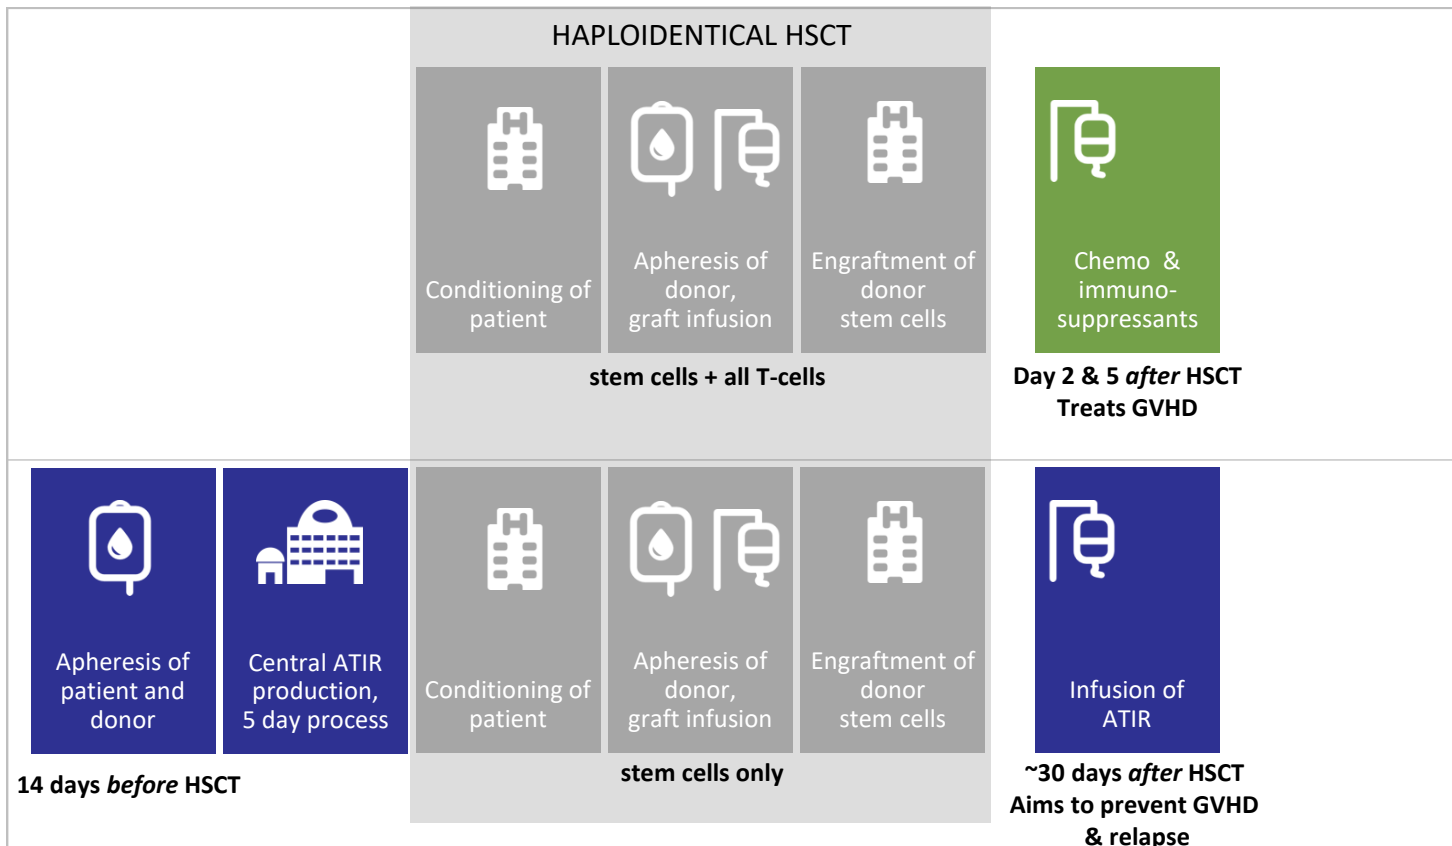 HAPLOIDENTICAL HSCT
Conditioning of
patient
Apheresis of
donor,
graft infusion
Engraftment of
donor
stem cells
Chemo &
immuno-
suppressants
stem cells + all T-cells
Day 2 & 5 after HSCT
Treats GVHD
Apheresis of
patient and
donor
Central ATIR
production,
5 day process
Conditioning of
patient
Apheresis of
donor,
graft infusion
Engraftment of
donor
stem cells
Infusion of
ATIR
14 days before HSCT
stem cells only
~30 days after HSCT
Aims to prevent GVHD
& relapse